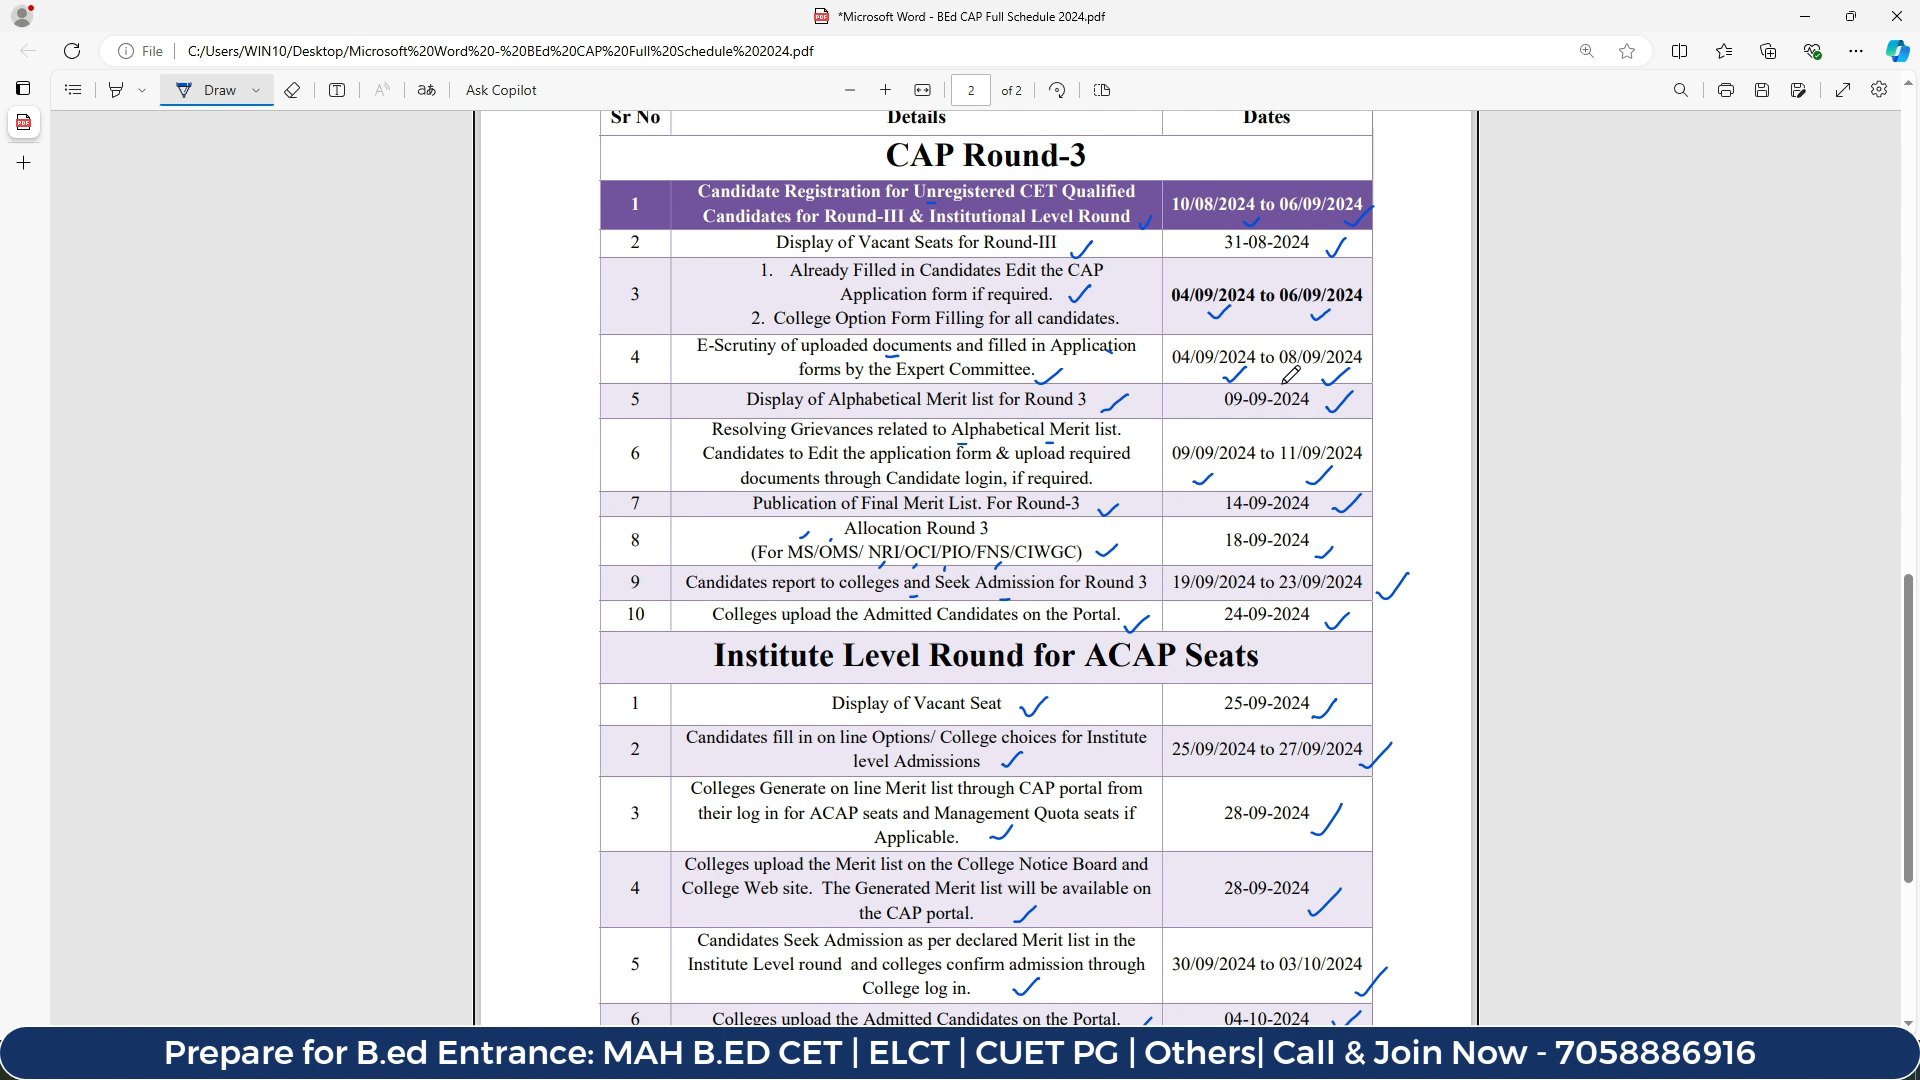 *Microsoft Word - BEd CAP Full Schedule 2024.pdf
File
C:/Users/WIN10/Desktop/Microsoft%20Word%20-%20BEd%20CAP%20Full%20Schedule%202024.pdf
Draw
aあ
Ask Copilot
2 of 2
Sr No Details Dates
CAP Round-3
1 Candidate Registration for Unregistered CET Qualified
Candidates for Round-III & Institutional Level Round 10/08/2024 to 06/09/2024
2 Display of Vacant Seats for Round-III 31-08-2024
3 1. Already Filled in Candidates Edit the CAP
Application form if required. 04/09/2024 to 06/09/2024
2. College Option Form Filling for all candidates.
4 E-Scrutiny of uploaded documents and filled in Application
forms by the Expert Committee. 04/09/2024 to 08/09/2024
5 Display of Alphabetical Merit list for Round 3 09-09-2024
6 Resolving Grievances related to Alphabetical Merit list.
Candidates to Edit the application form & upload required 09/09/2024 to 11/09/2024
documents through Candidate login, if required.
7 Publication of Final Merit List. For Round-3 14-09-2024
8 Allocation Round 3
(For MS/OMS/ NRI/OCI/PIO/FNS/CIWGC) 18-09-2024
9 Candidates report to colleges and Seek Admission for Round 3 19/09/2024 to 23/09/2024
10 Colleges upload the Admitted Candidates on the Portal. 24-09-2024
Institute Level Round for ACAP Seats
1 Display of Vacant Seat 25-09-2024
2 Candidates fill in on line Options/ College choices for Institute
level Admissions 25/09/2024 to 27/09/2024
3 Colleges Generate on line Merit list through CAP portal from
their log in for ACAP seats and Management Quota seats if 28-09-2024
Applicable.
4 Colleges upload the Merit list on the College Notice Board and
College Web site. The Generated Merit list will be available on 28-09-2024
the CAP portal.
5 Candidates Seek Admission as per declared Merit list in the
Institute Level round and colleges confirm admission through 30/09/2024 to 03/10/2024
College log in.
6 Colleges upload the Admitted Candidates on the Portal. 04-10-2024
Prepare for B.ed Entrance: MAH B.ED CET | ELCT | CUET PG | Others| Call & Join Now - 7058886916